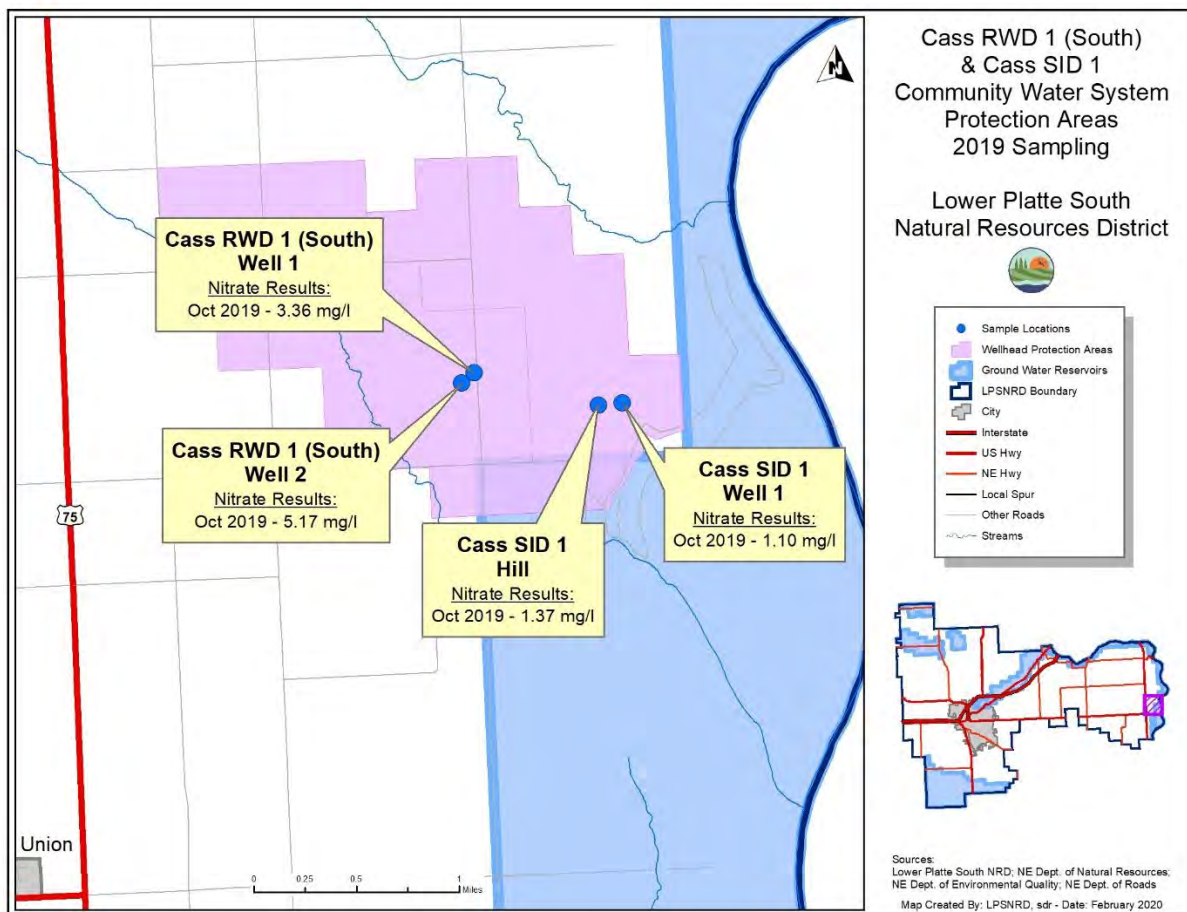 Cass RWD 1 (South)
& Cass SID 1
Community Water System
Protection Areas
2019 Sampling
Lower Platte South
Natural Resources District
N
Cass RWD 1 (South)
Well 1
Nitrate Results:
Oct 2019 - 3.36 mg/l
Cass RWD 1 (South)
Well 2
Nitrate Results:
Oct 2019 - 5.17 mg/l
Cass SID 1
Hill
Nitrate Results:
Oct 2019 - 1.37 mg/l
Cass SID 1
Well 1
Nitrate Results:
Oct 2019 - 1.10 mg/l
75
Union
0 0.25 0.5 1
Miles
Sample Locations
Wellhead Protection Areas
Ground Water Reservoirs
LPSNRD Boundary
City
Interstate
US Hwy
NE Hwy
Local Spur
Other Roads
Streams
Sources:
Lower Platte South NRD; NE Dept. of Natural Resources;
NE Dept. of Environmental Quality; NE Dept. of Roads
Map Created By: LPSNRD, sdr - Date: February 2020